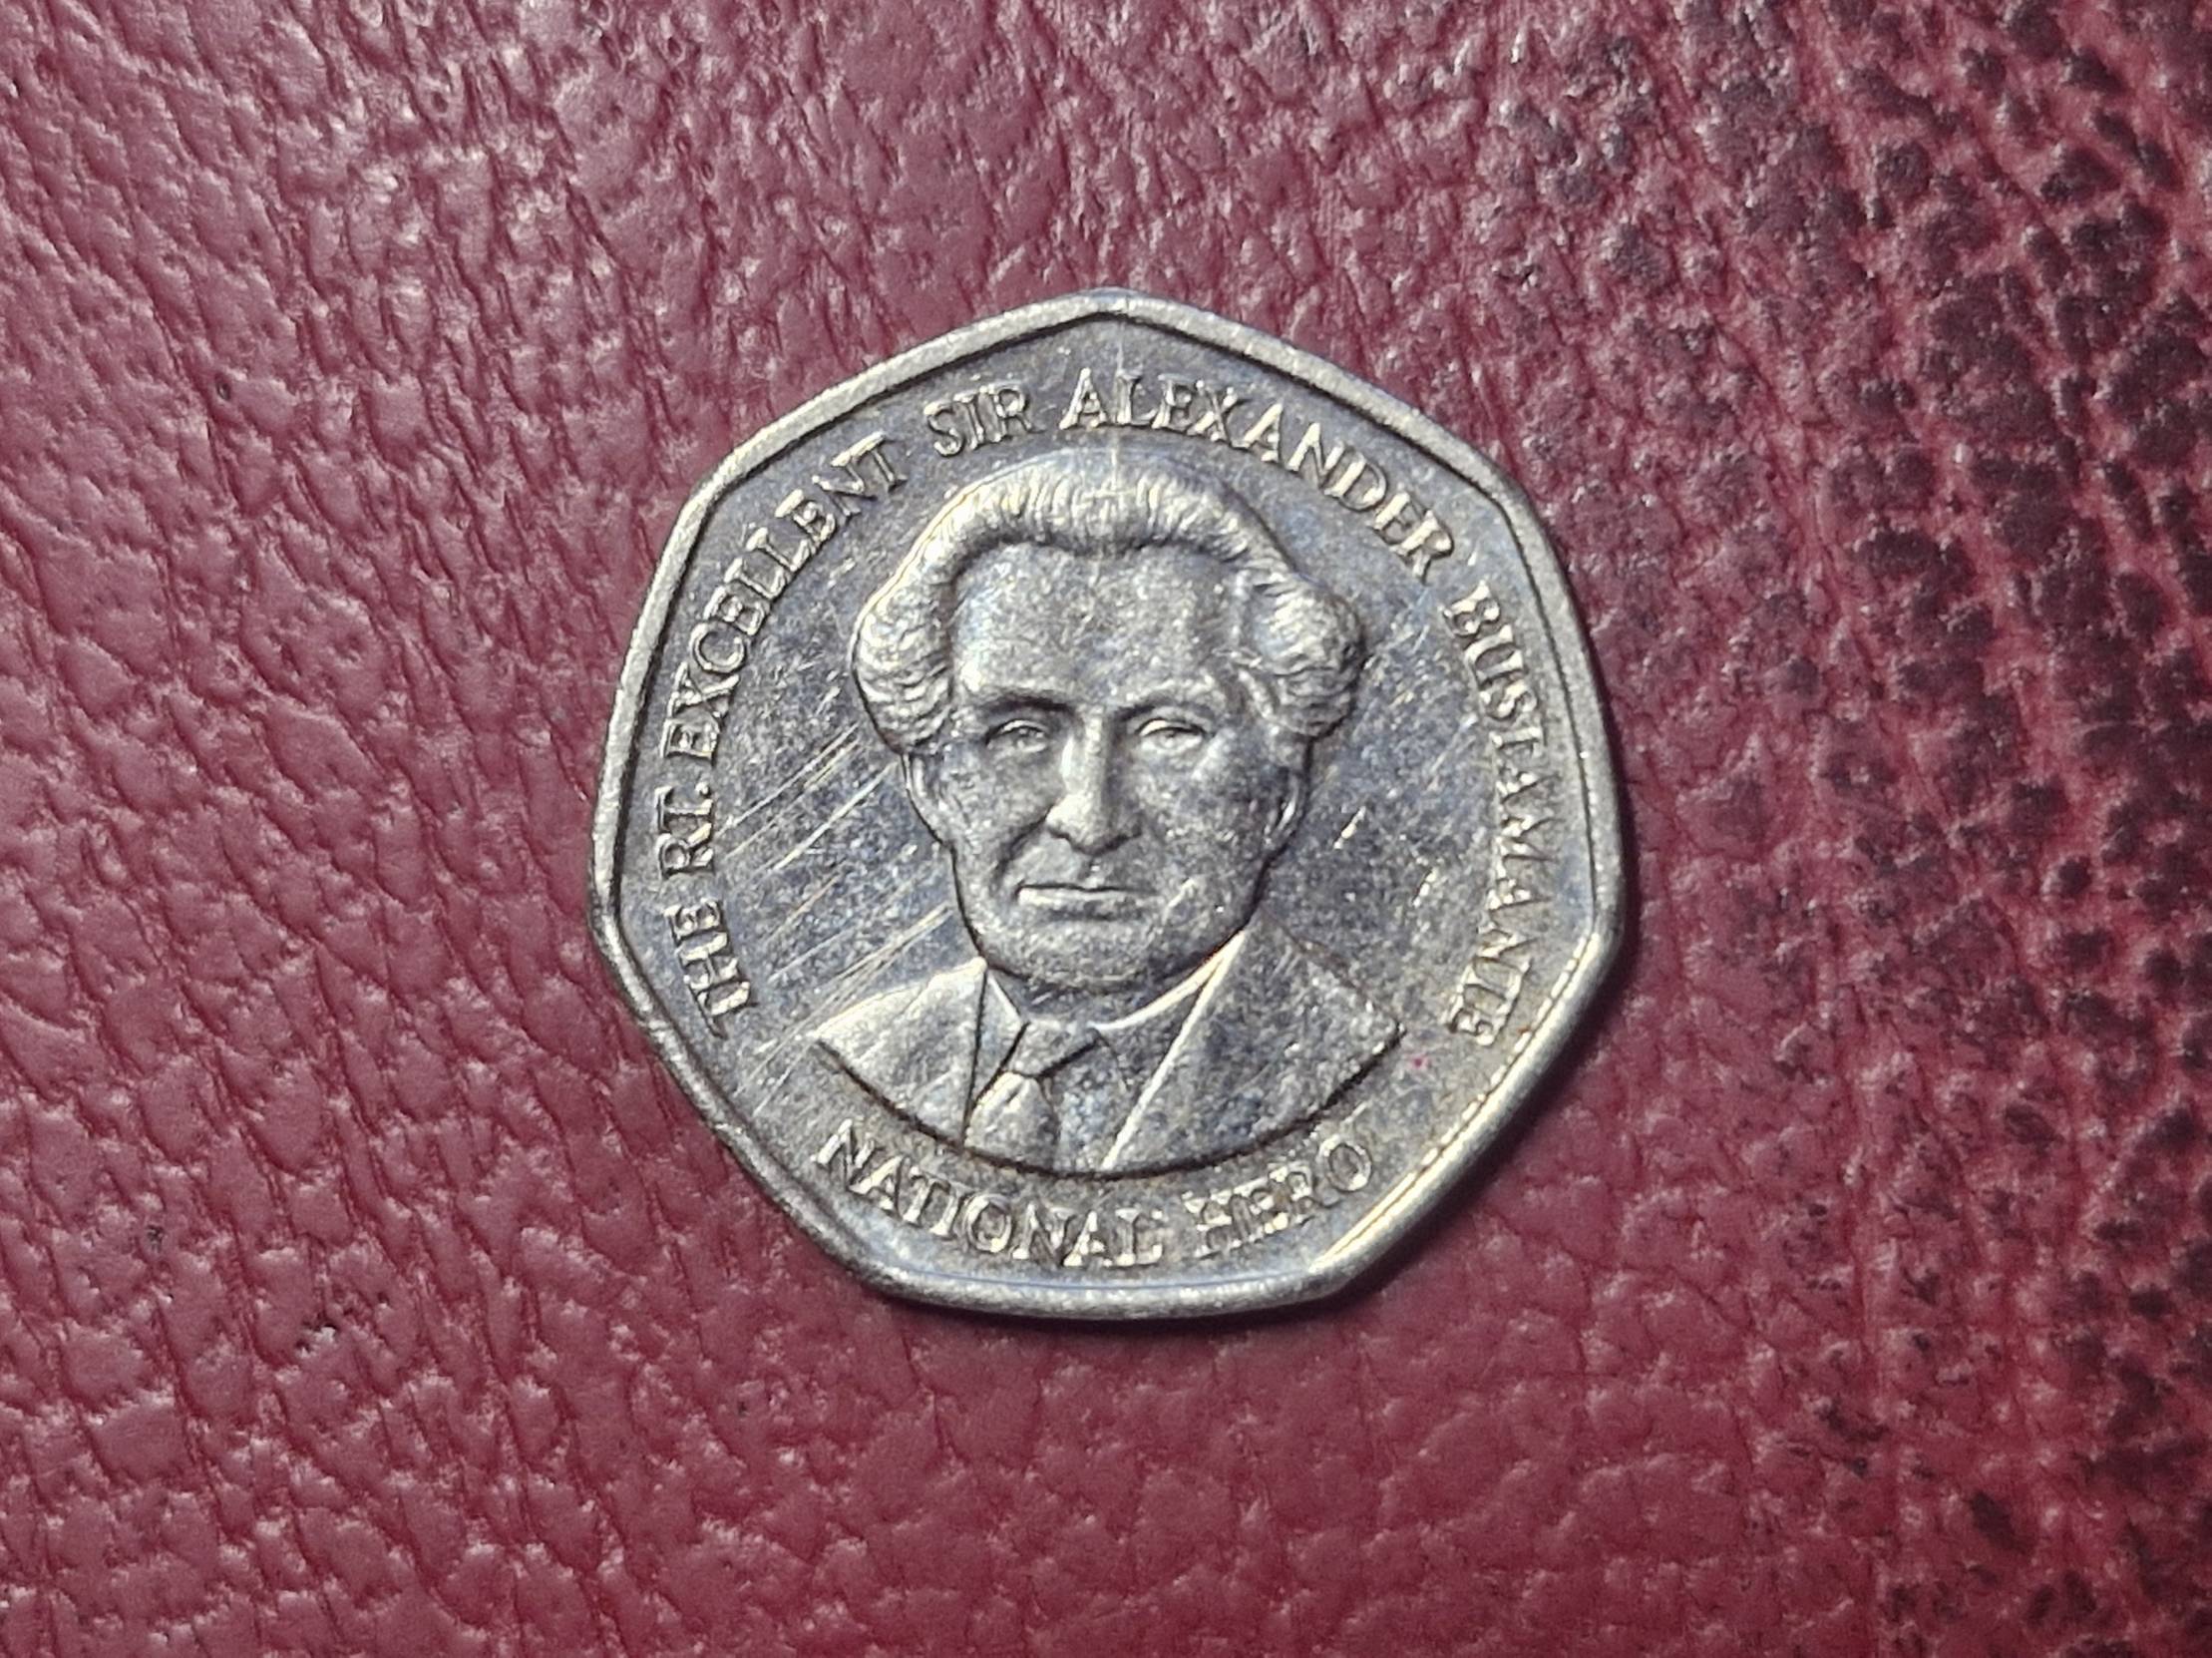 THE RT. EXCELLENT SIR ALEXANDER BUSTAMANTE
NATIONAL HERO